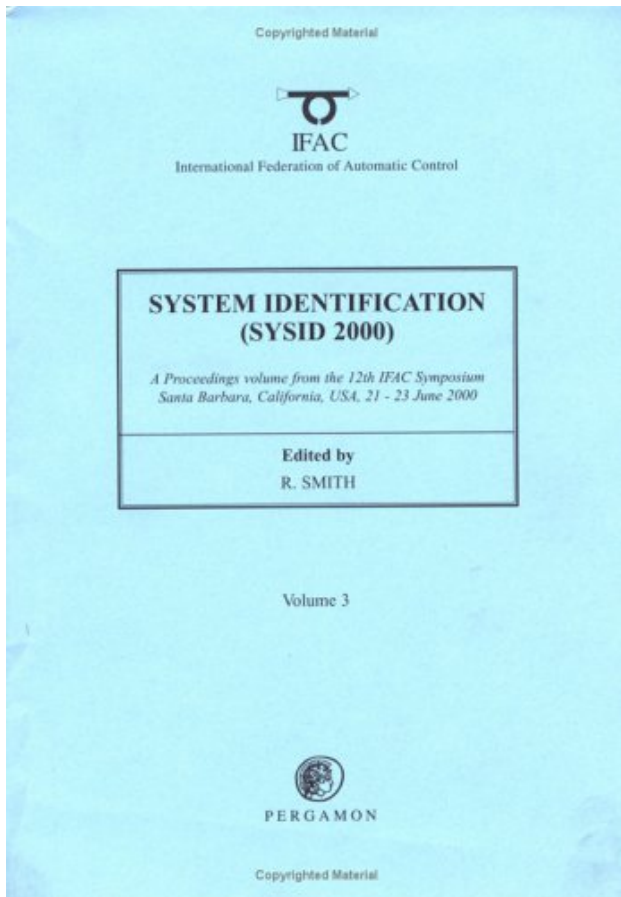 Copyrighted Material
IFAC
International Federation of Automatic Control
SYSTEM IDENTIFICATION
(SYSID 2000)
A Proceedings volume from the 12th IFAC Symposium
Santa Barbara, California, USA, 21 - 23 June 2000
Edited by
R. SMITH
Volume 3
PERGAMON
Copyrighted Material